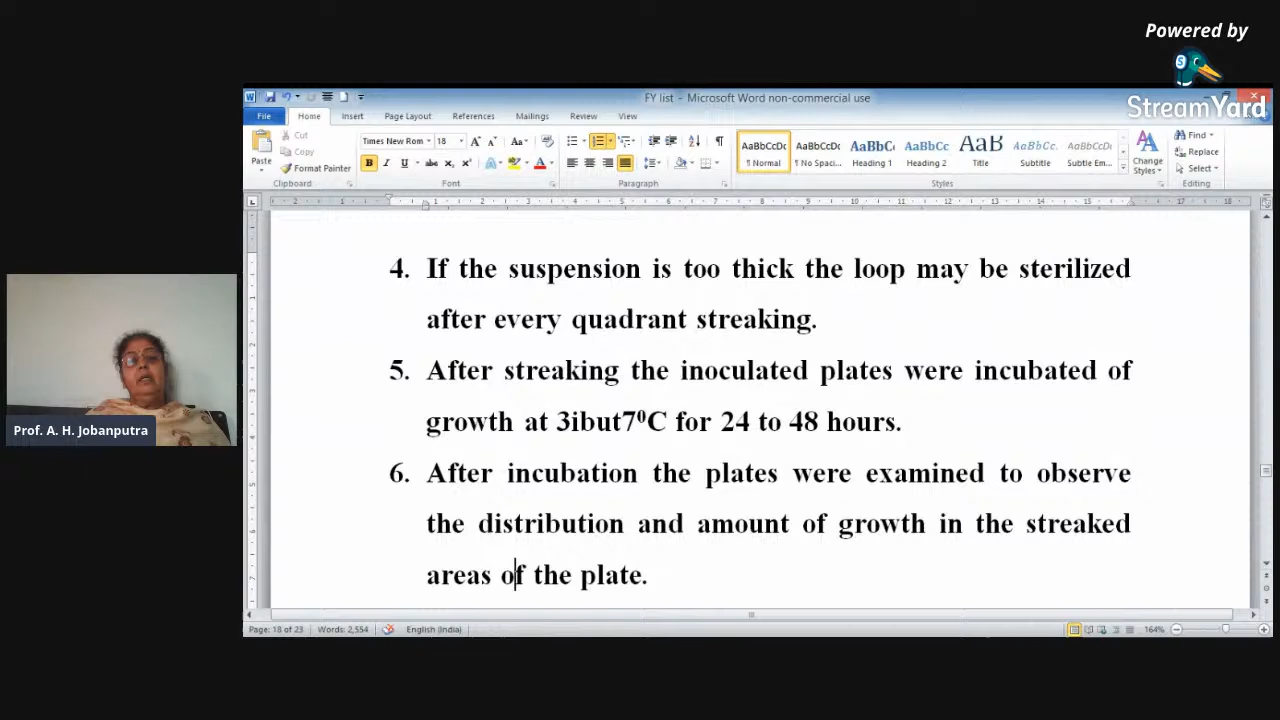 Powered by
StreamYard
FY list - Microsoft Word non-commercial use
File Home Insert Page Layout References Mailings Review View
Paste
Cut
Copy
Format Painter
Clipboard
Times New Rom 18
Font
Paragraph
AaBbCcDc AaBbCcDc AaBbCc AaBbCc AaB AaBbCc. AaBbCcDc
¶ Normal ¶ No Spaci... Heading 1 Heading 2 Title Subtitle Subtle Em...
Change Styles
Styles
Find
Replace
Select
Editing
4. If the suspension is too thick the loop may be sterilized
after every quadrant streaking.
5. After streaking the inoculated plates were incubated of
growth at 3ibut7⁰C for 24 to 48 hours.
6. After incubation the plates were examined to observe
the distribution and amount of growth in the streaked
areas of the plate.
Prof. A. H. Jobanputra
Page: 18 of 23 Words: 2,554 English (India) 164%